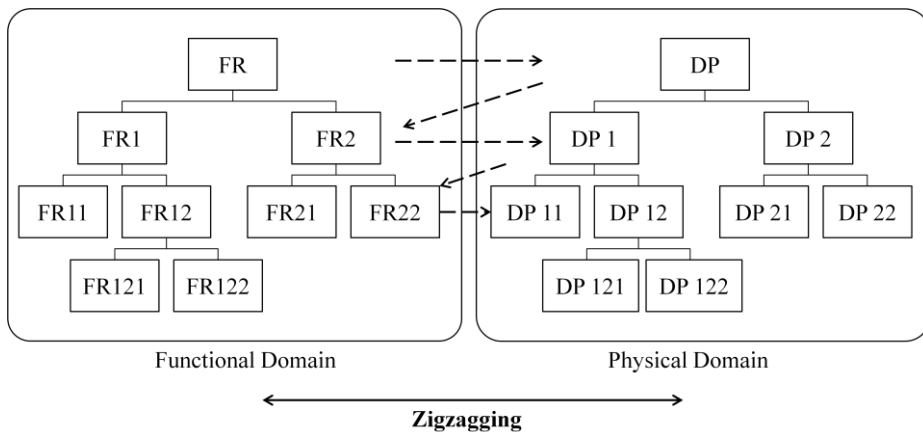 FR
DP
FR1
FR2
DP 1
DP 2
FR11
FR12
FR21
FR22
DP 11
DP 12
DP 21
DP 22
FR121
FR122
DP 121
DP 122
Functional Domain
Physical Domain
Zigzagging